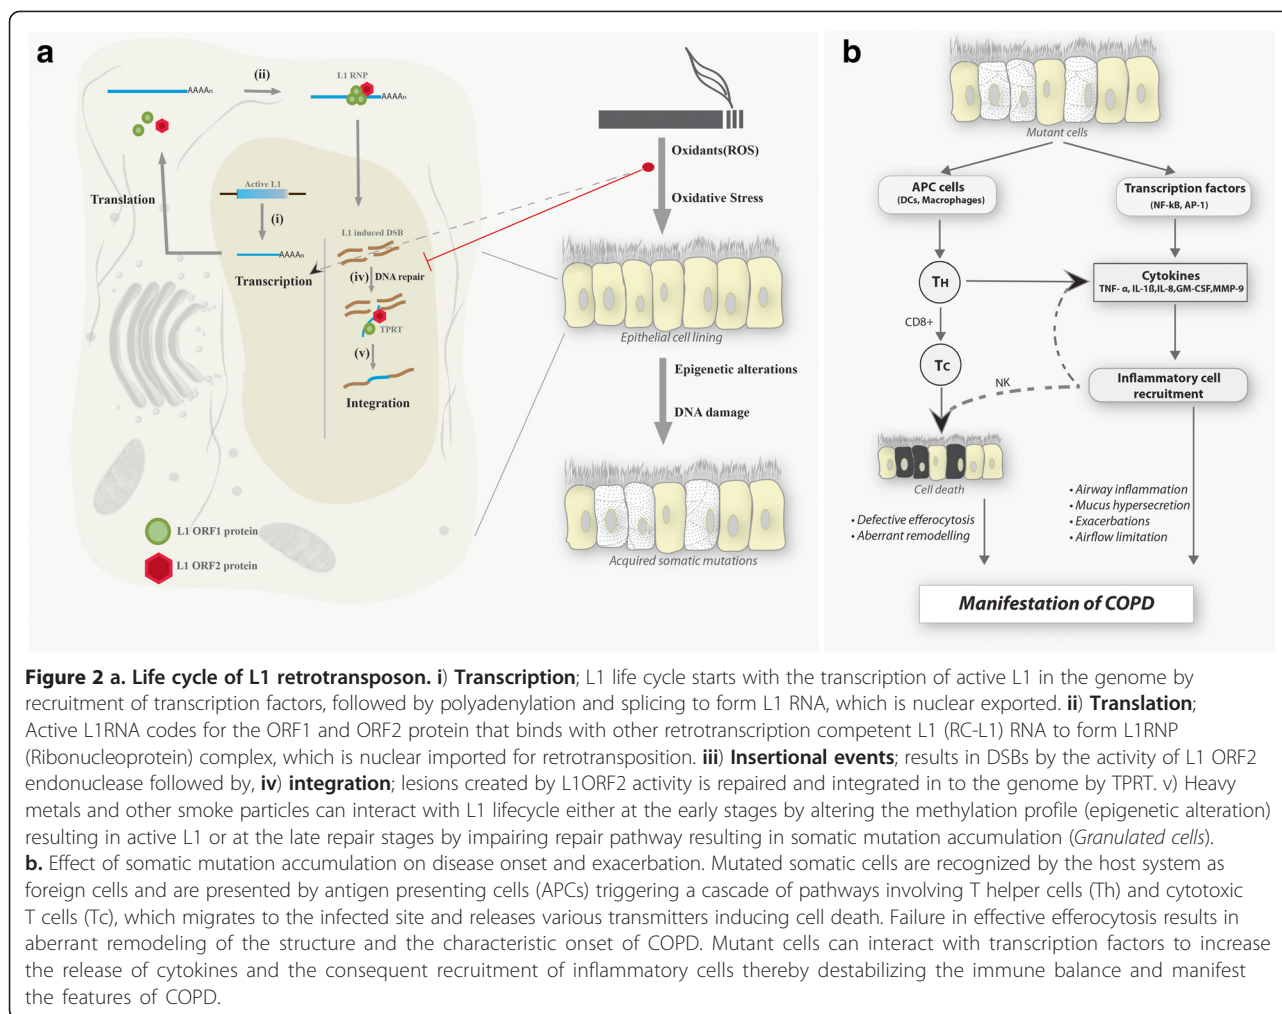 a
(ii)
AAAAn
L1 RNP
AAAAn
Active L1
Translation
(i)
AAAAn
Transcription
L1 induced DSB
(iv) DNA repair
TPRT
(v)
Integration
L1 ORF1 protein
L1 ORF2 protein
Oxidants(ROS)
Oxidative Stress
Epithelial cell lining
Epigenetic alterations
DNA damage
Acquired somatic mutations
b
Mutant cells
APC cells
(DCs, Macrophages)
Transcription factors
(NF-kB, AP-1)
TH
Cytokines
TNF- α, IL-1ß,IL-8,GM-CSF,MMP-9
CD8+
TC
NK
Inflammatory cell
recruitment
Cell death
• Defective efferocytosis
• Aberrant remodelling
• Airway inflammation
• Mucus hypersecretion
• Exacerbations
• Airflow limitation
Manifestation of COPD
Figure 2 a. Life cycle of L1 retrotransposon. i) Transcription; L1 life cycle starts with the transcription of active L1 in the genome by
recruitment of transcription factors, followed by polyadenylation and splicing to form L1 RNA, which is nuclear exported. ii) Translation;
Active L1RNA codes for the ORF1 and ORF2 protein that binds with other retrotranscription competent L1 (RC-L1) RNA to form L1RNP
(Ribonucleoprotein) complex, which is nuclear imported for retrotransposition. iii) Insertional events; results in DSBs by the activity of L1 ORF2
endonuclease followed by, iv) integration; lesions created by L1ORF2 activity is repaired and integrated in to the genome by TPRT. v) Heavy
metals and other smoke particles can interact with L1 lifecycle either at the early stages by altering the methylation profile (epigenetic alteration)
resulting in active L1 or at the late repair stages by impairing repair pathway resulting in somatic mutation accumulation (Granulated cells).
b. Effect of somatic mutation accumulation on disease onset and exacerbation. Mutated somatic cells are recognized by the host system as
foreign cells and are presented by antigen presenting cells (APCs) triggering a cascade of pathways involving T helper cells (Th) and cytotoxic
T cells (Tc), which migrates to the infected site and releases various transmitters inducing cell death. Failure in effective efferocytosis results in
aberrant remodeling of the structure and the characteristic onset of COPD. Mutant cells can interact with transcription factors to increase
the release of cytokines and the consequent recruitment of inflammatory cells thereby destabilizing the immune balance and manifest
the features of COPD.